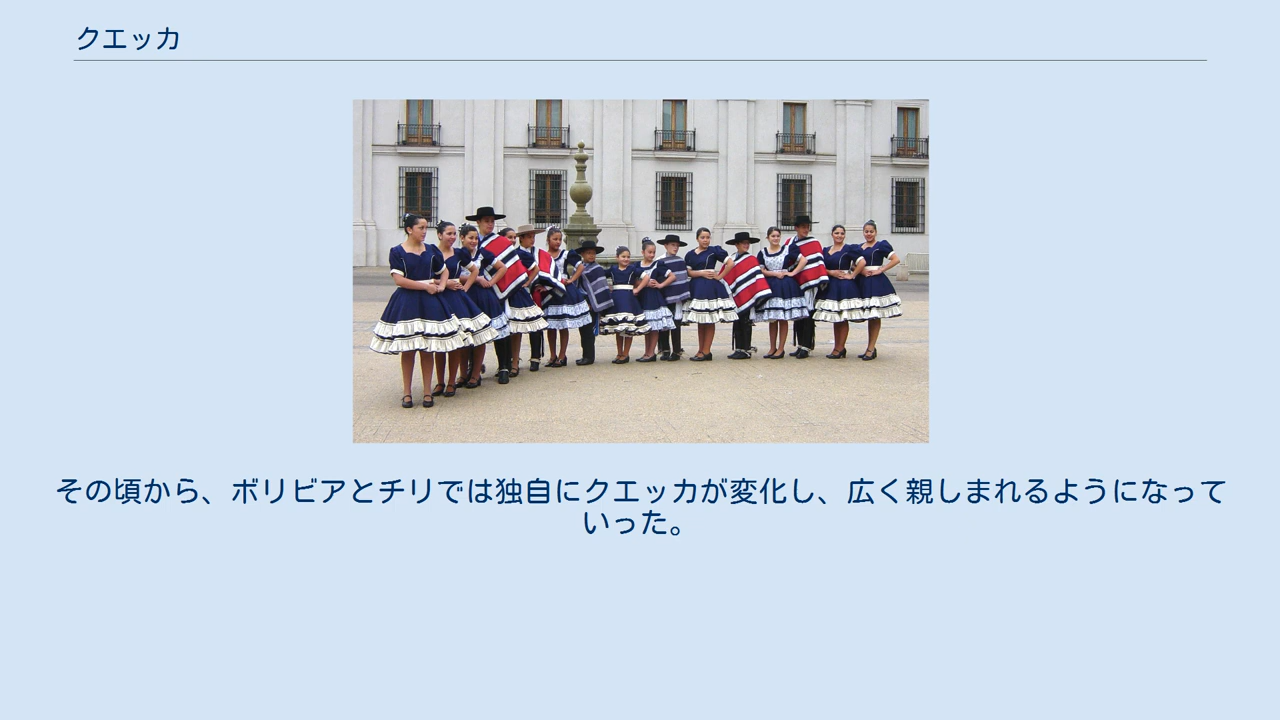 クエッカ
その頃から、ボリビアとチリでは独自にクエッカが変化し、広く親しまれるようになって
いった。